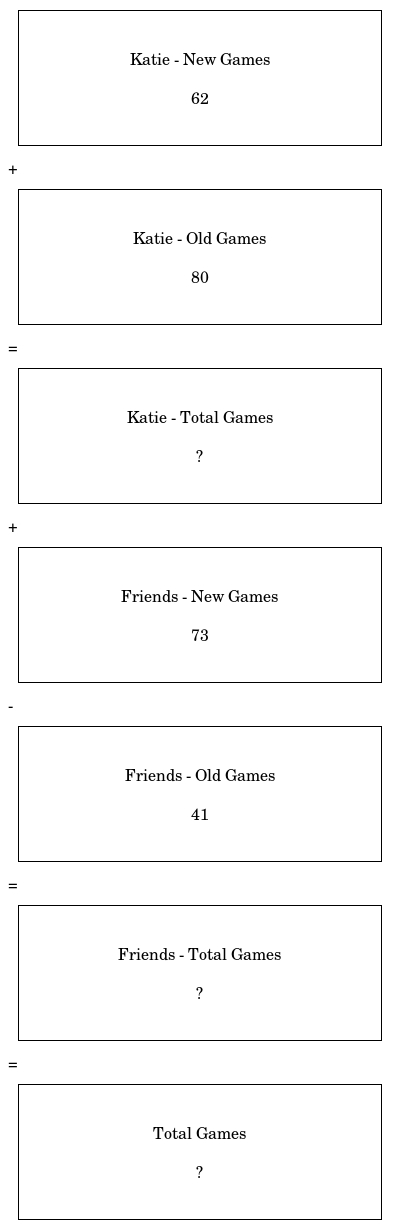 Katie - New Games
62
+
Katie - Old Games
80
=
Katie - Total Games
?
+
Friends - New Games
73
-
Friends - Old Games
41
=
Friends - Total Games
?
=
Total Games
?